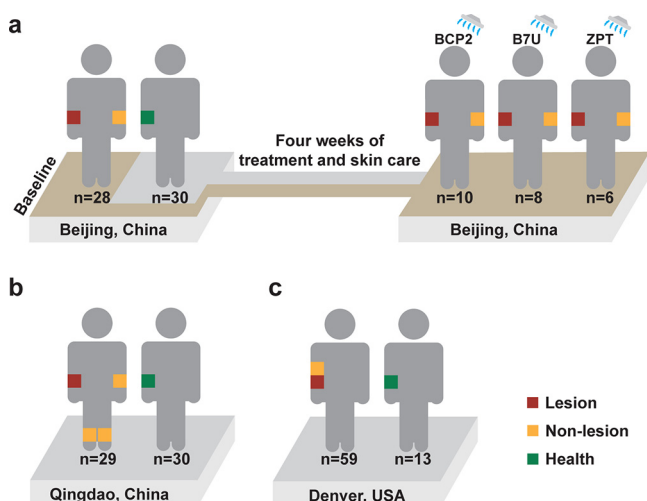 a
BCP2 B7U ZPT
Four weeks of
treatment and skin care
Baseline
n=28 n=30
n=10 n=8 n=6
Beijing, China
Beijing, China
b
c
Lesion
Non-lesion
Health
n=29 n=30
n=59 n=13
Qingdao, China
Denver, USA